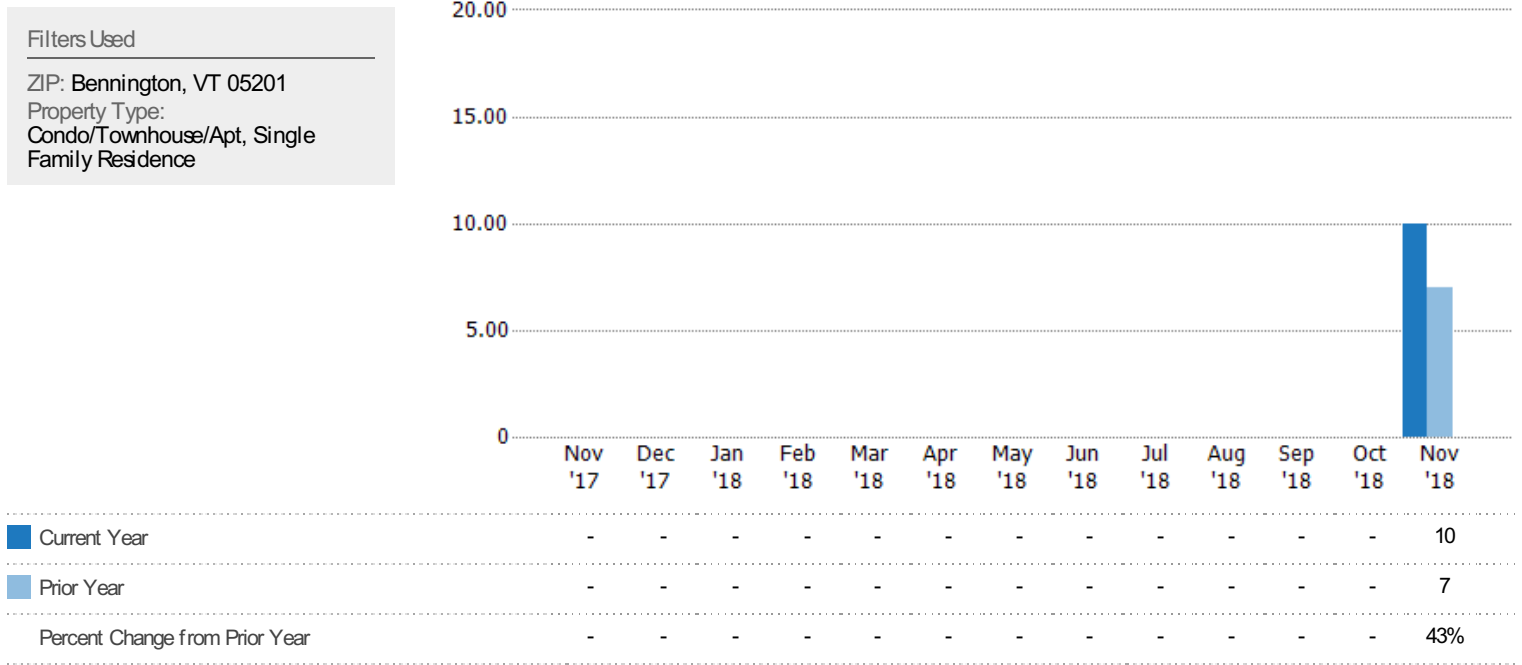 Filters Used
ZIP: Bennington, VT 05201
Property Type:
Condo/Townhouse/Apt, Single
Family Residence
20.00
15.00
10.00
5.00
0
Nov Dec Jan Feb Mar Apr May Jun Jul Aug Sep Oct Nov
'17 '17 '18 '18 '18 '18 '18 '18 '18 '18 '18 '18 '18
Current Year - - - - - - - - - - - - 10
Prior Year - - - - - - - - - - - - 7
Percent Change from Prior Year - - - - - - - - - - - - 43%